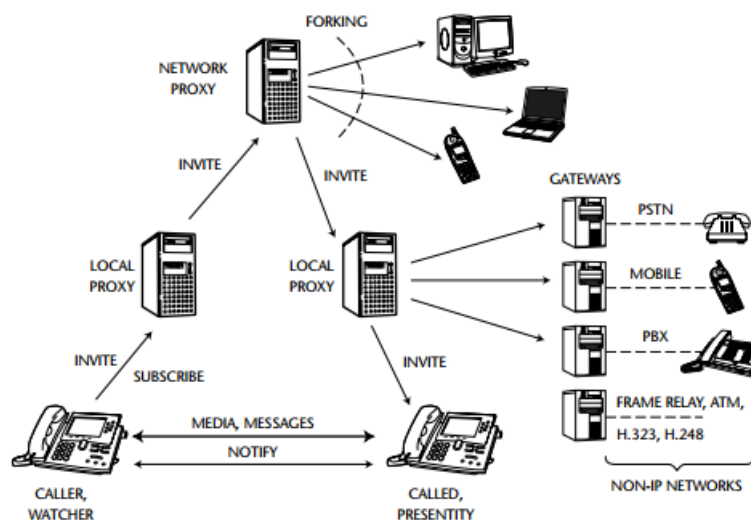 FORKING
NETWORK
PROXY
INVITE
INVITE
GATEWAYS
PSTN
LOCAL
PROXY
LOCAL
PROXY
MOBILE
PBX
INVITE
SUBSCRIBE
INVITE
MEDIA, MESSAGES
NOTIFY
FRAME RELAY, ATM,
H.323, H.248
CALLER,
WATCHER
CALLED,
PRESENTITY
NON-IP NETWORKS